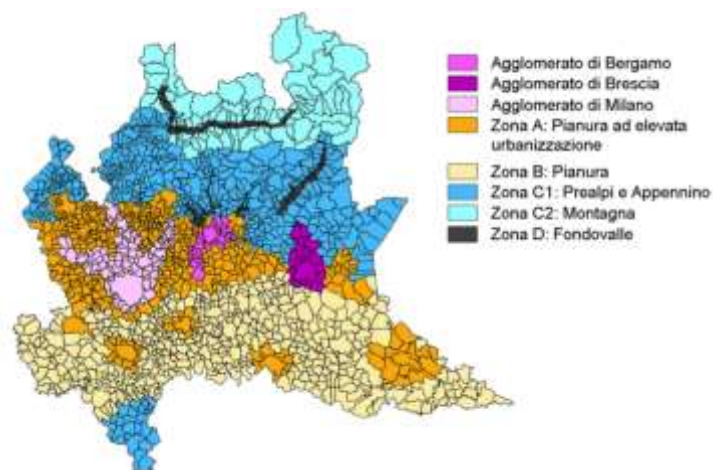 Agglomerato di Bergamo
Agglomerato di Brescia
Agglomerato di Milano
Zona A: Pianura ad elevata
urbanizzazione
Zona B: Pianura
Zona C1: Prealpi e Appennino
Zona C2: Montagna
Zona D: Fondovalle